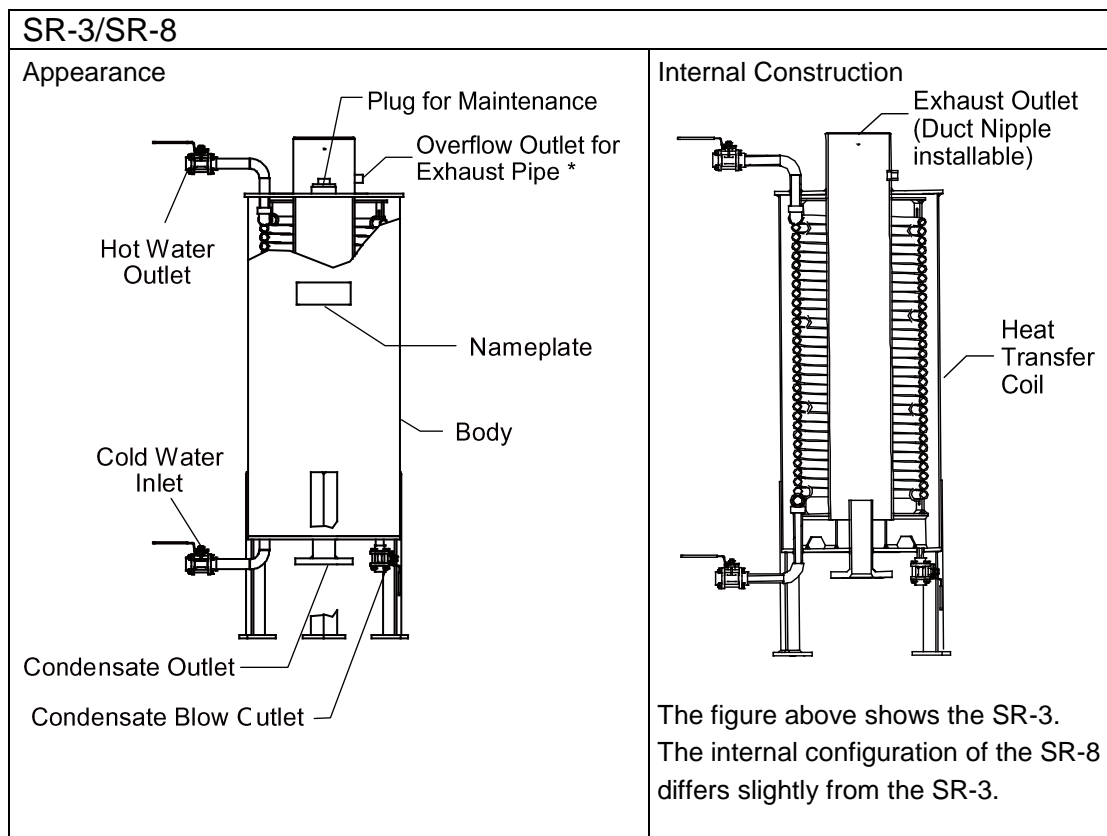 SR-3/SR-8
Appearance
Plug for Maintenance
Overflow Outlet for
Exhaust Pipe *
Hot Water
Outlet
Nameplate
Body
Cold Water
Inlet
Condensate Outlet
Condensate Blow Cutlet
Internal Construction
Exhaust Outlet
(Duct Nipple
installable)
Heat
Transfer
Coil
The figure above shows the SR-3.
The internal configuration of the SR-8
differs slightly from the SR-3.